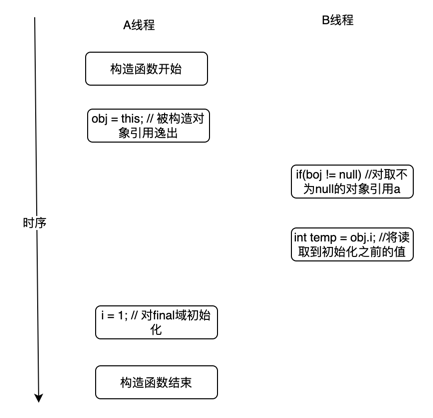 A线程
B线程
构造函数开始
obj = this; // 被构造对
象引用逸出
if(boj != null) //对取不
为null的对象引用a
时序
int temp = obj.i; //将读
取到初始化之前的值
i = 1; // 对final域初始
化
构造函数结束